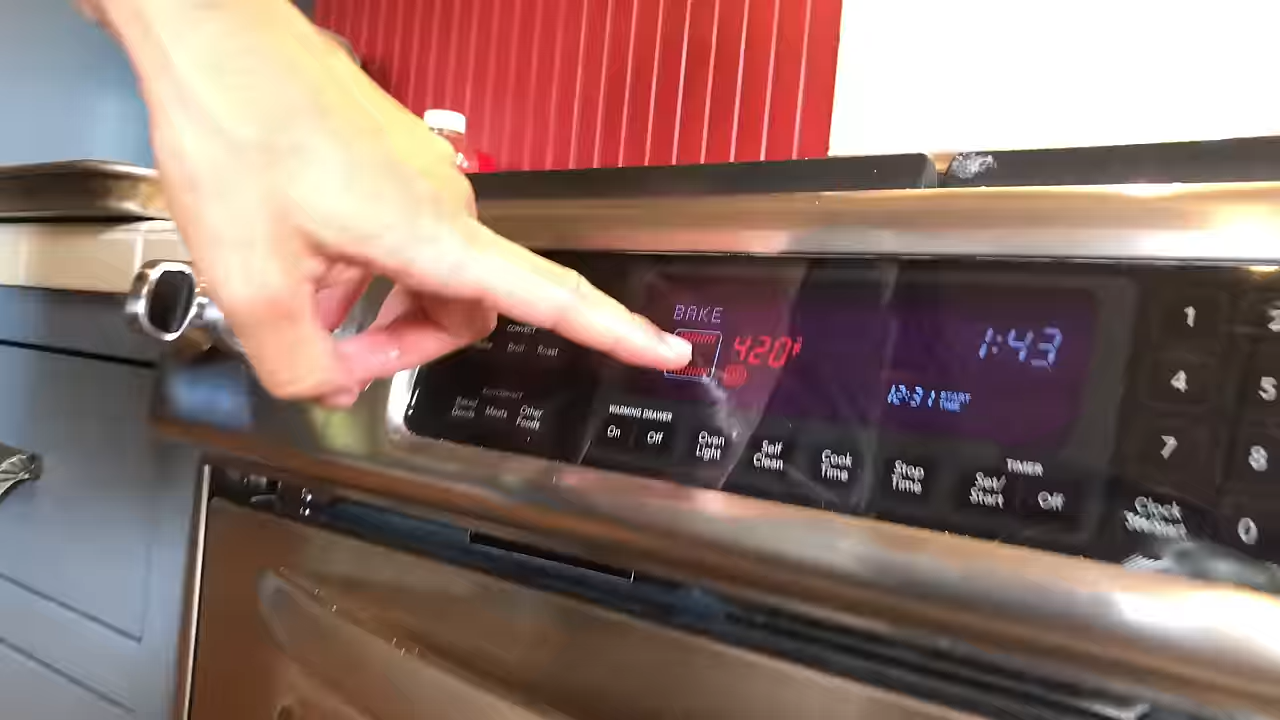 BAKE
420°F
1:43
12:31 START TIME
CONVECT
Broil Roast
Baked Goods Meats Other Foods
WARMING DRAWER
On Off
Oven Light
Self Clean
Cook Time
Stop Time
TIMER
Set/Start Off
Clock
1
4 5
7 8
0